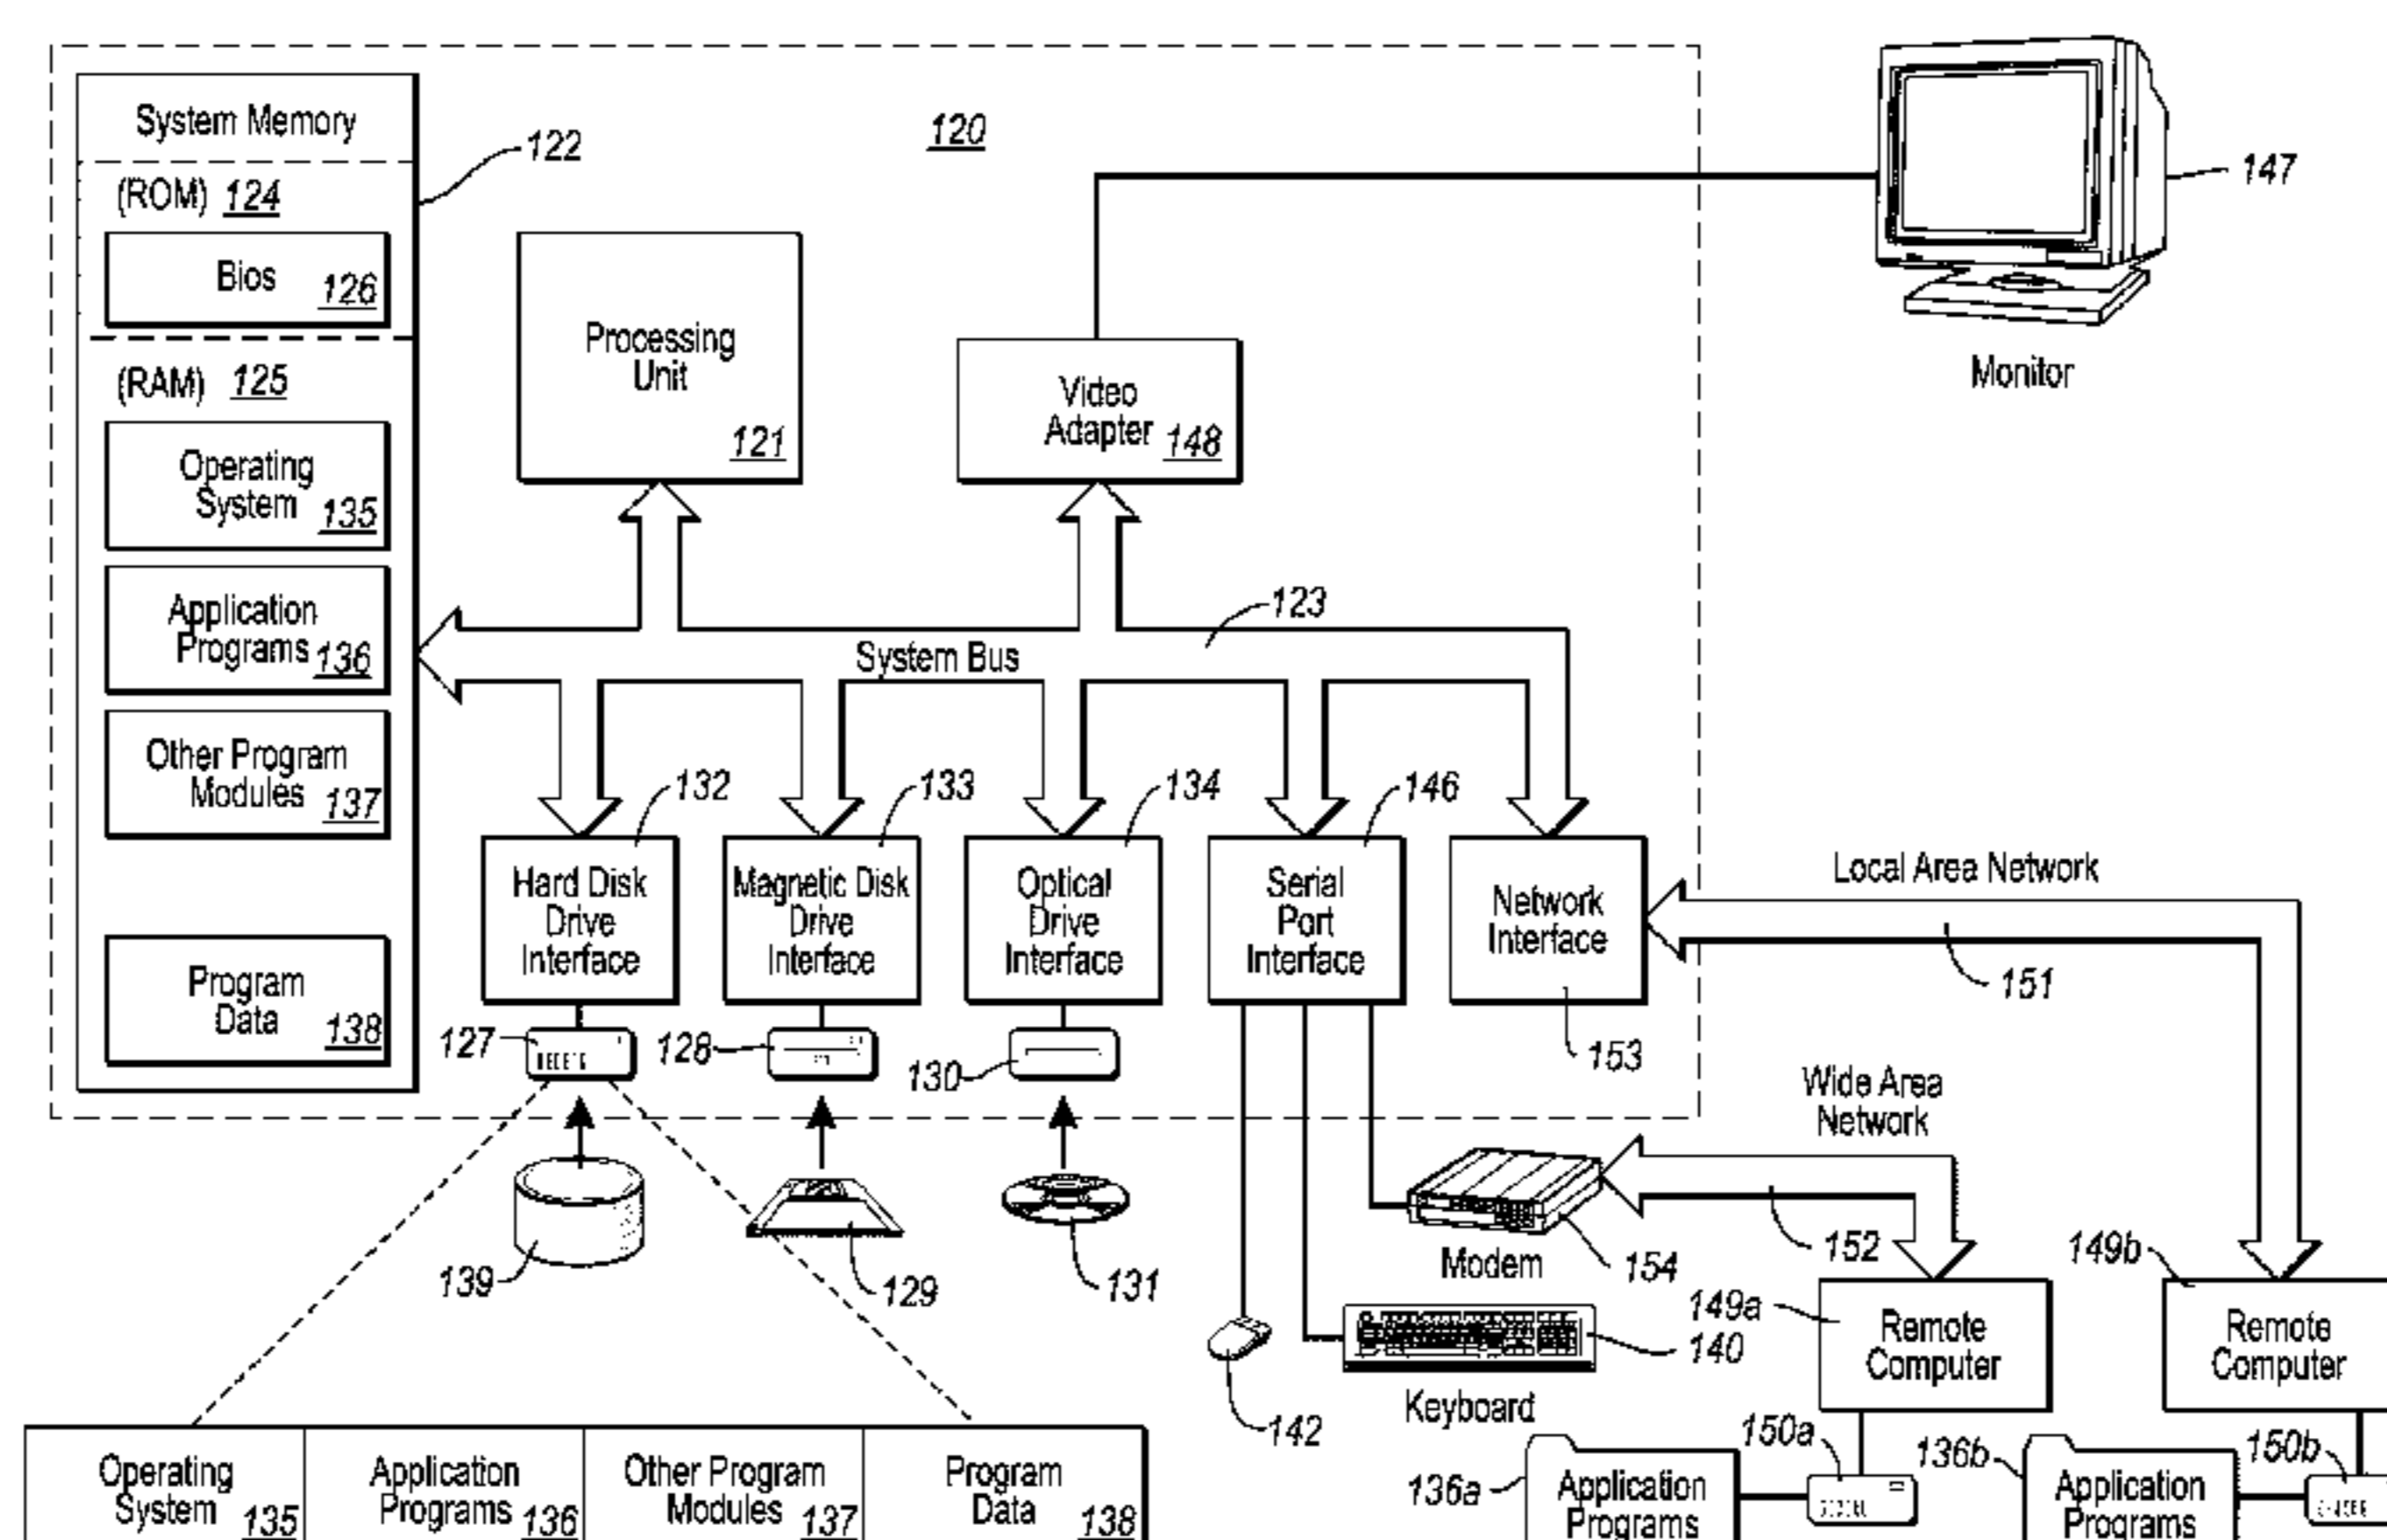 System Memory
122
120
(ROM) 124
147
Bios
126
Processing
Unit
121
Monitor
(RAM) 125
Video
Adapter 148
Operating
System 135
123
Application
Programs 136
System Bus
Other Program
Modules 137
132
133
134
146
Local Area Network
Hard Disk
Drive
Interface
Magnetic Disk
Drive
Interface
Optical
Drive
Interface
Serial
Port
Interface
Network
Interface
151
Program
Data 138
127
128
130
153
Wide Area
Network
139
129
131
Modem
154
152
149b
149a
Remote
Computer
Remote
Computer
140
Keyboard
142
Operating
System 135
Application
Programs 136
Other Program
Modules 137
Program
Data 138
136a
Application
Programs
150a
136b
Application
Programs
150b